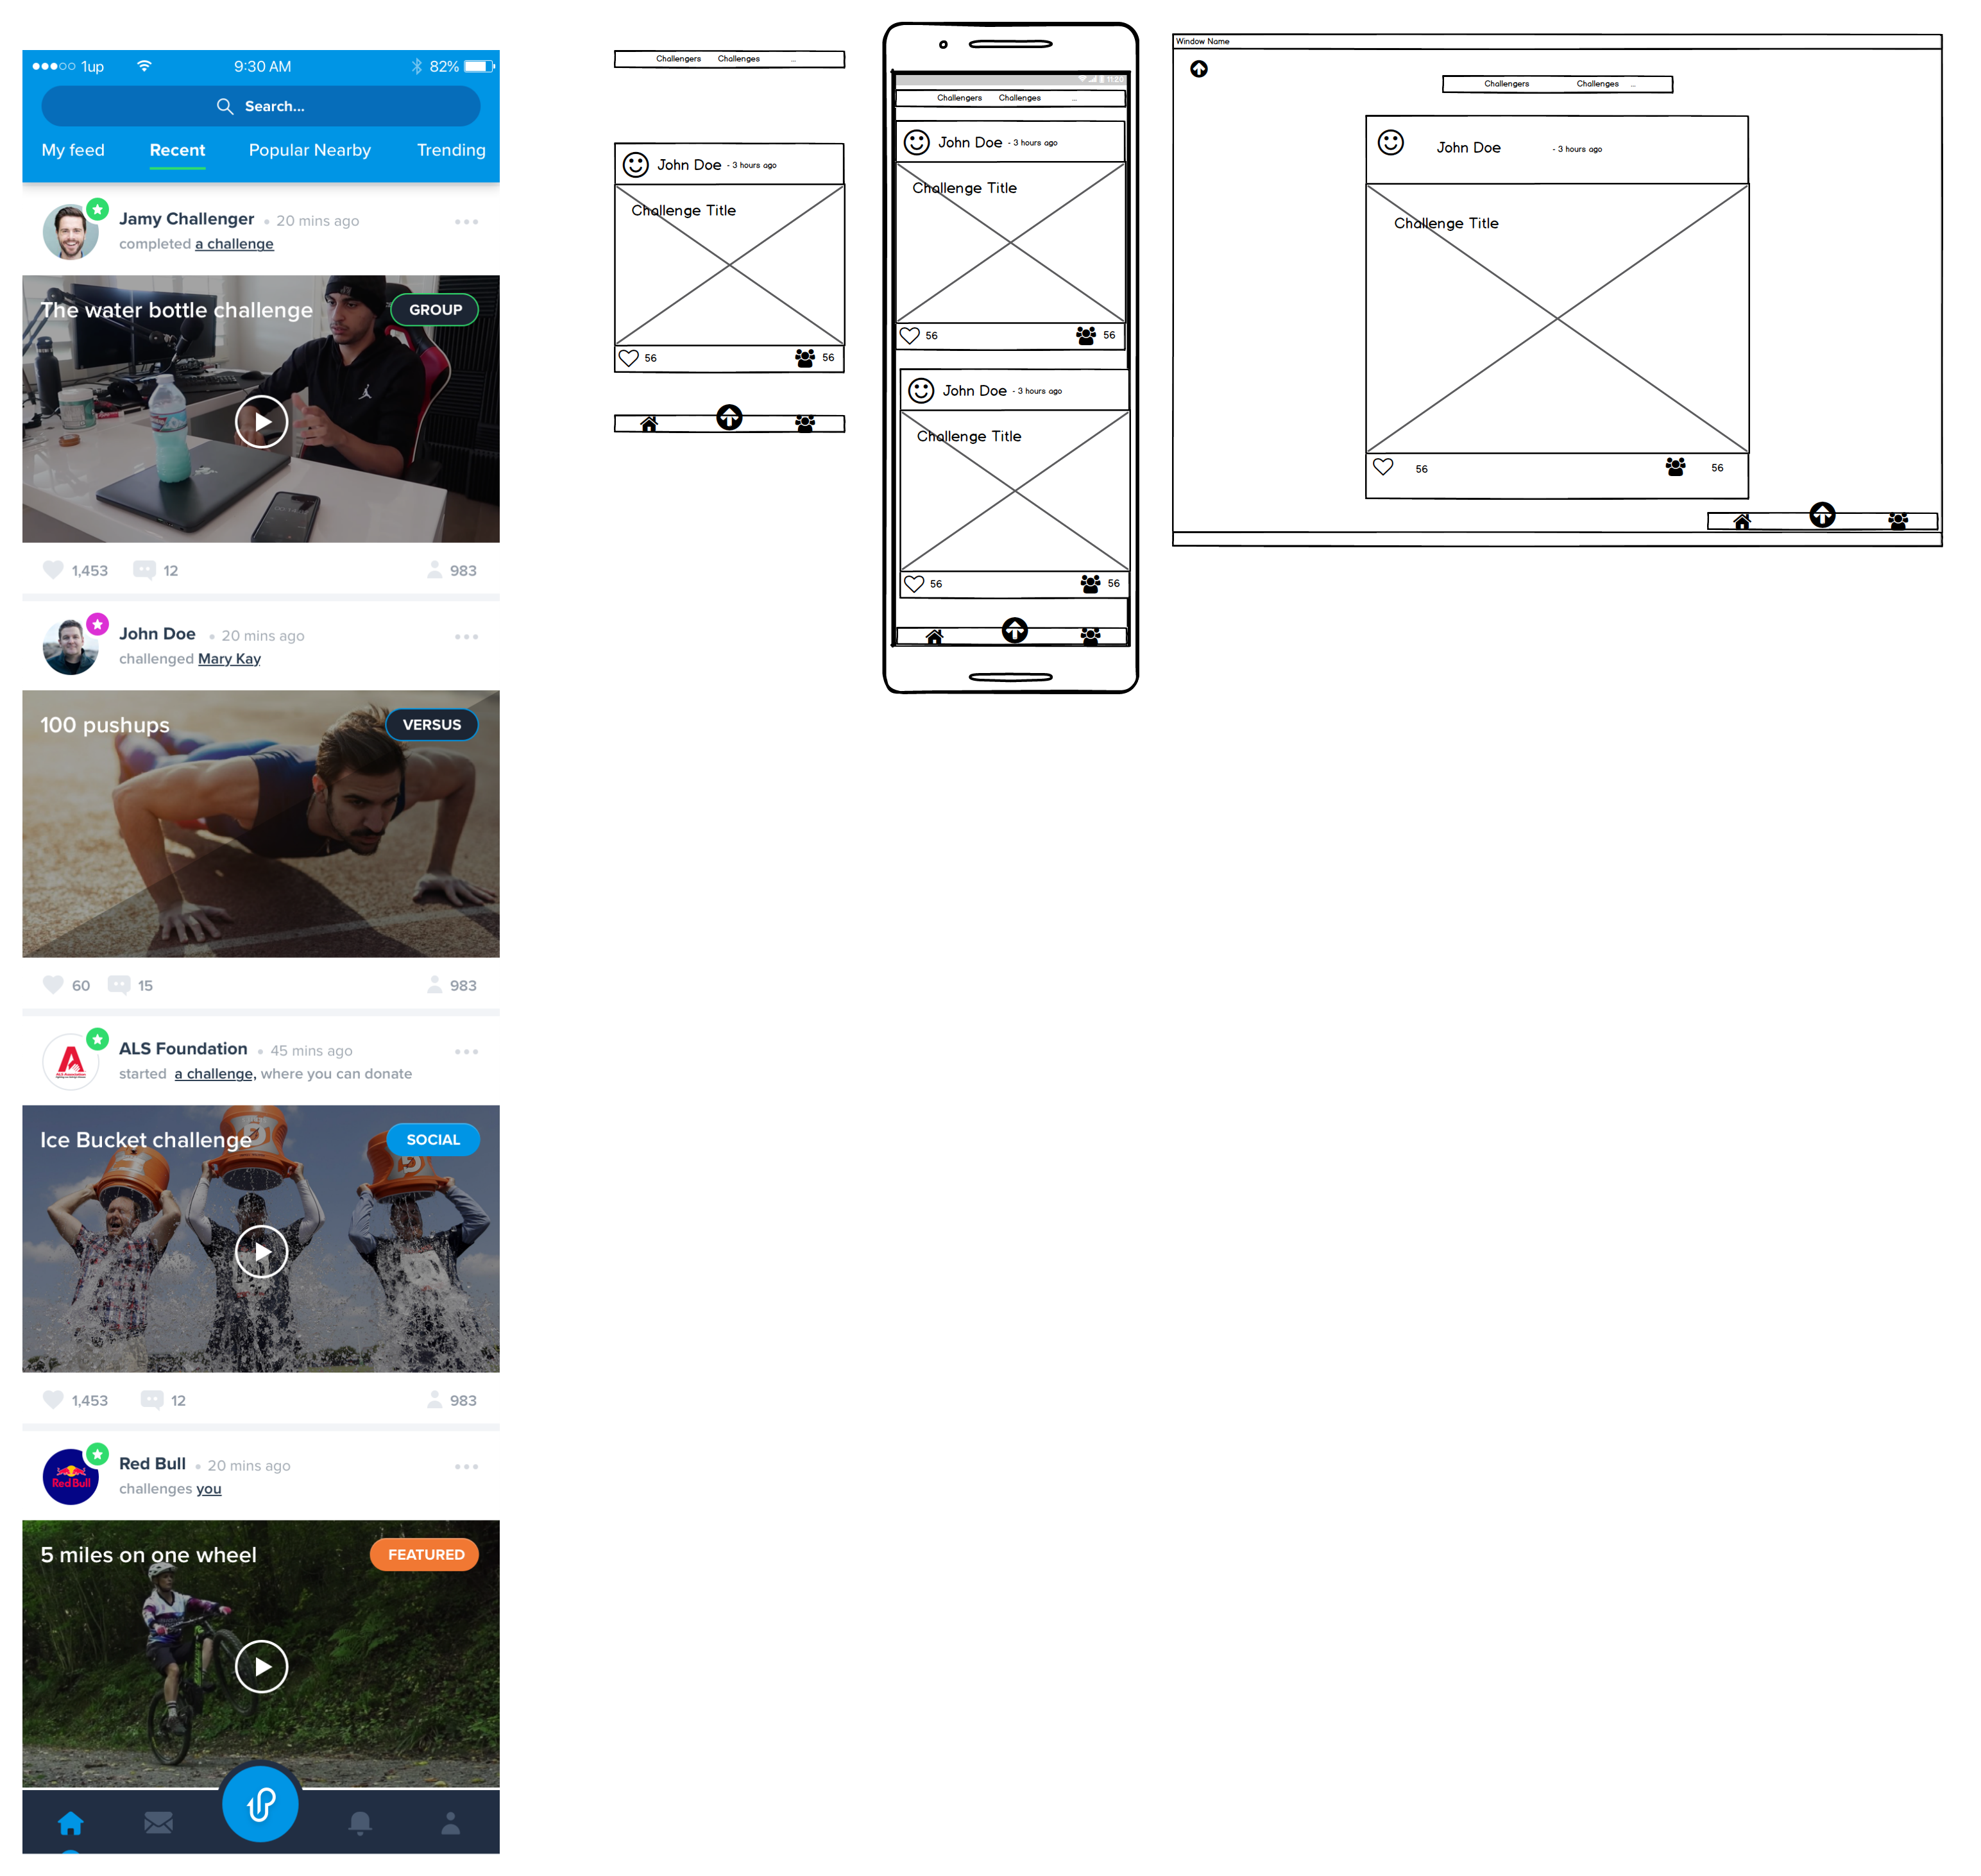 1up 9:30 AM 82%
Search...
My feed Recent Popular Nearby Trending
Jamy Challenger • 20 mins ago
completed a challenge
The water bottle challenge GROUP
1,453 12 983
John Doe • 20 mins ago
challenged Mary Kay
100 pushups VERSUS
60 15 983
ALS Foundation • 45 mins ago
started a challenge, where you can donate
Ice Bucket challenge SOCIAL
1,453 12 983
Red Bull • 20 mins ago
Red Bull
challenges you
5 miles on one wheel FEATURED
Challengers Challenges ...
John Doe - 3 hours ago
Challenge Title
56 56
Challengers Challenges ...
John Doe - 3 hours ago
Challenge Title
56 56
John Doe - 3 hours ago
Challenge Title
56 56
Window Name
Challengers Challenges ...
John Doe - 3 hours ago
Challenge Title
56 56